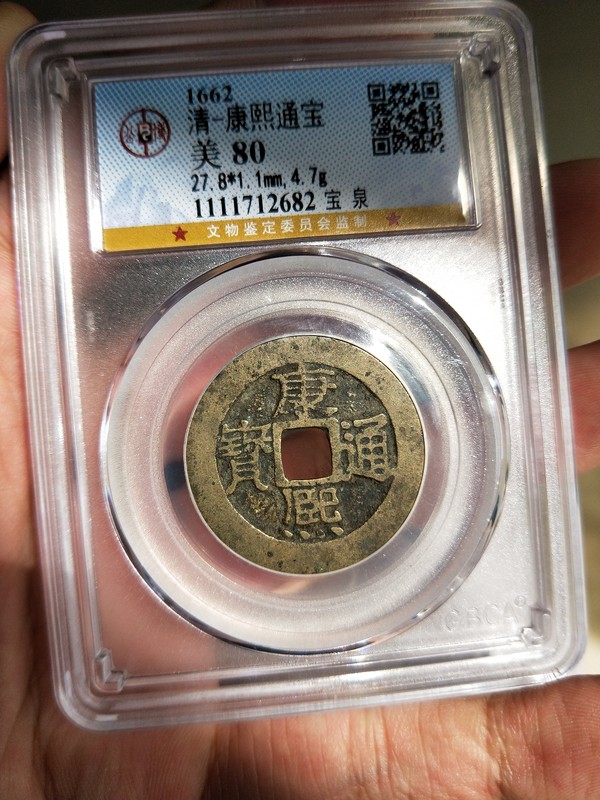 1662
清-康熙通宝
美 80
27.8*1.1mm,4.7g
1111712682 宝 泉
★ 文物鉴定委员会监制 ★
康
寳 通
熙
GBCA®